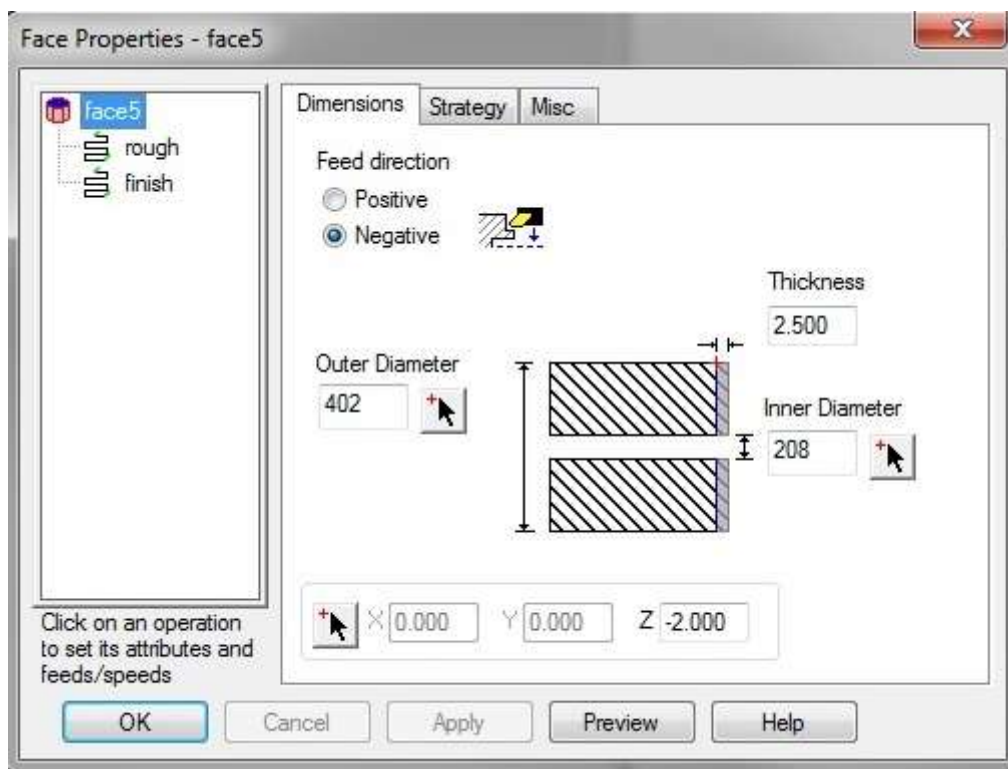 Face Properties - face5
face5
rough
finish
Click on an operation
to set its attributes and
feeds/speeds
Dimensions Strategy Misc
Feed direction
Positive
Negative
Thickness
2.500
Outer Diameter
402
Inner Diameter
208
X 0.000 Y 0.000 Z -2.000
OK Cancel Apply Preview Help